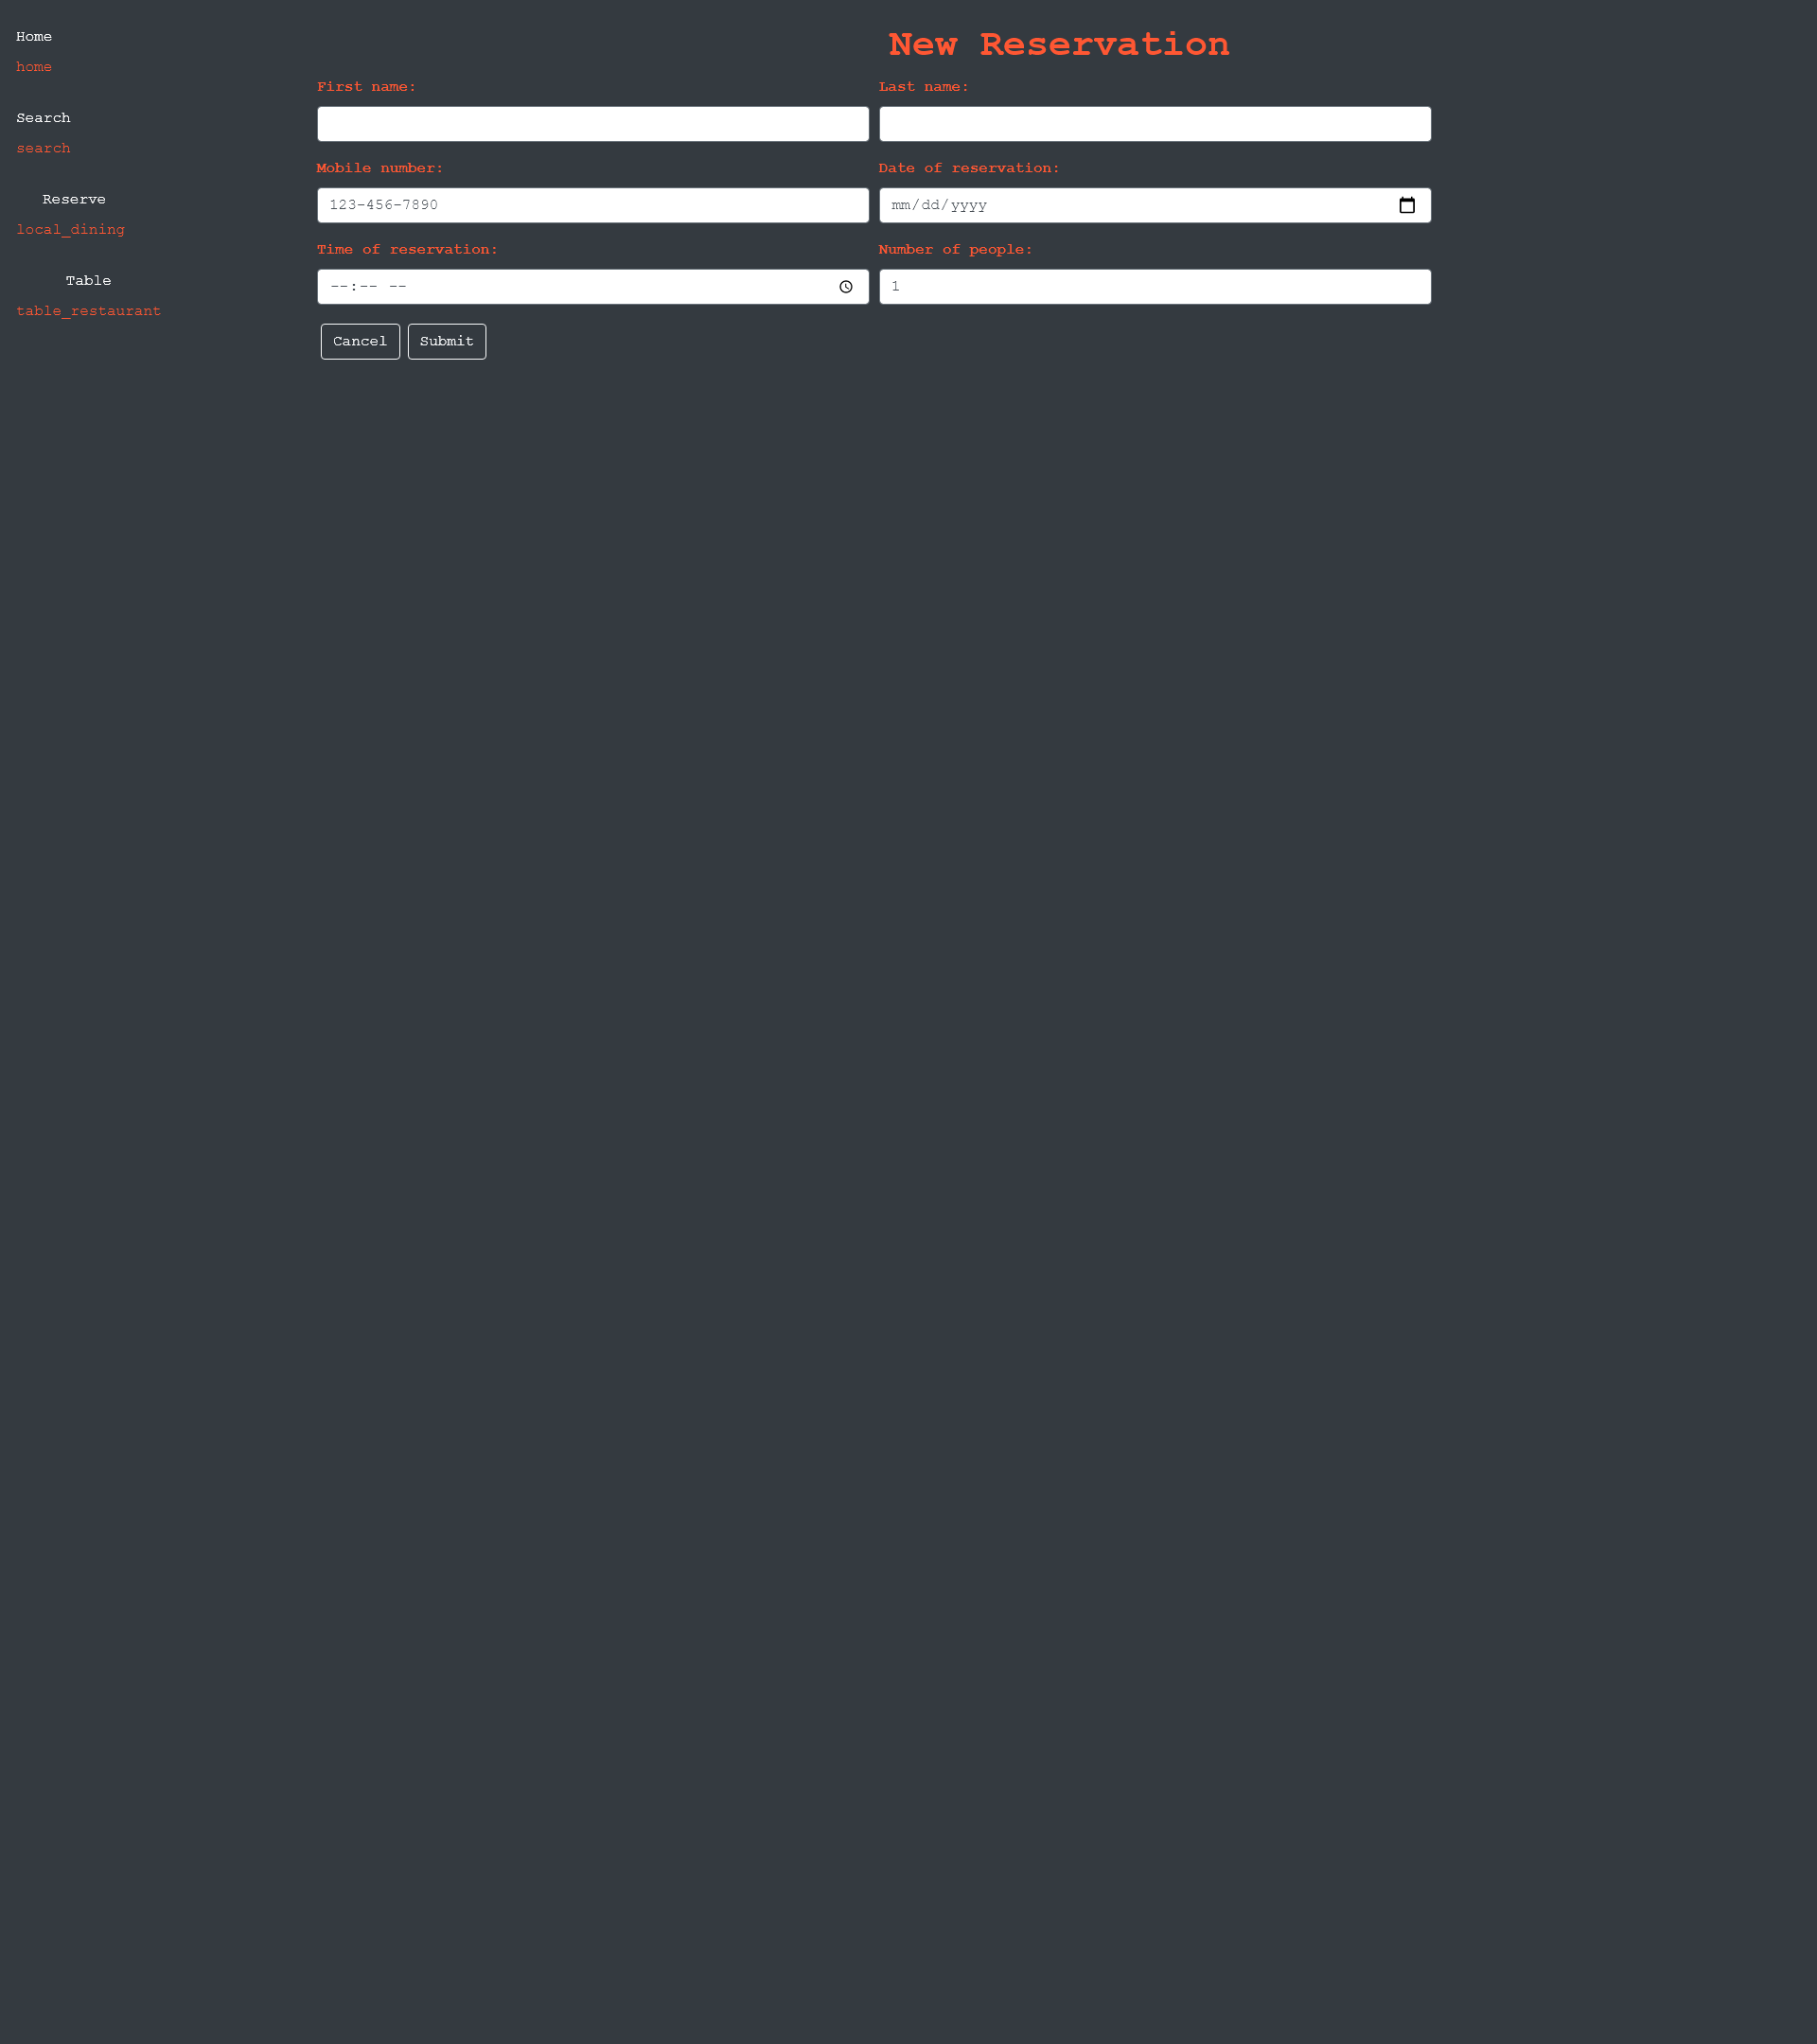 Home
home
Search
search
Reserve
local_dining
Table
table_restaurant
New Reservation
First name:
Last name:
Mobile number:
Date of reservation:
123-456-7890
mm/dd/yyyy
Time of reservation:
Number of people:
--:-- --
1
Cancel
Submit